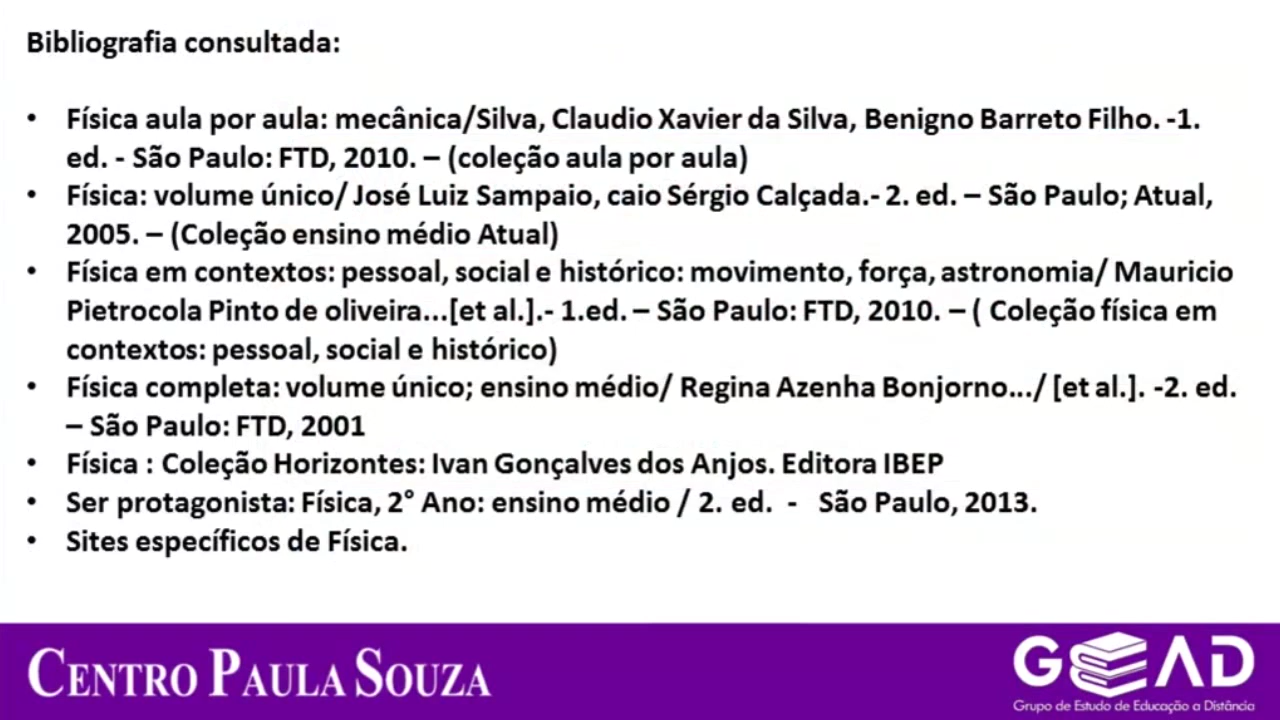 Bibliografia consultada:
• Física aula por aula: mecânica/Silva, Claudio Xavier da Silva, Benigno Barreto Filho. -1.
ed. - São Paulo: FTD, 2010. – (coleção aula por aula)
• Física: volume único/ José Luiz Sampaio, caio Sérgio Calçada.- 2. ed. – São Paulo; Atual,
2005. – (Coleção ensino médio Atual)
• Física em contextos: pessoal, social e histórico: movimento, força, astronomia/ Mauricio
Pietrocola Pinto de oliveira...[et al.].- 1.ed. – São Paulo: FTD, 2010. – ( Coleção física em
contextos: pessoal, social e histórico)
• Física completa: volume único; ensino médio/ Regina Azenha Bonjorno.../ [et al.]. -2. ed.
– São Paulo: FTD, 2001
• Física : Coleção Horizontes: Ivan Gonçalves dos Anjos. Editora IBEP
• Ser protagonista: Física, 2° Ano: ensino médio / 2. ed. - São Paulo, 2013.
• Sites específicos de Física.
CENTRO PAULA SOUZA
GEAD
Grupo de Estudo de Educação a Distância